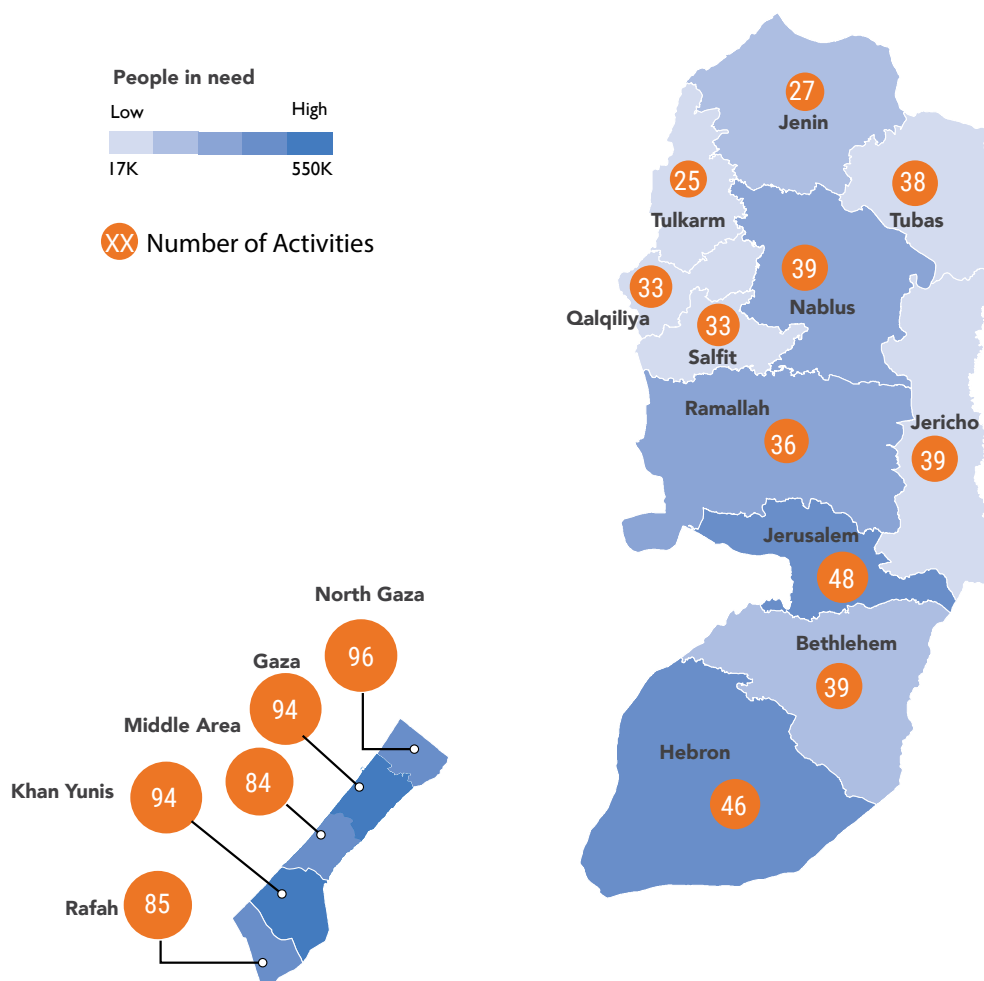 People in need
Low High
17K 550K
XX Number of Activities
27
Jenin
25
Tulkarm
38
Tubas
39
Nablus
33
Qalqiliya
33
Salfit
Ramallah
36
Jericho
39
Jerusalem
48
Bethlehem
39
Hebron
46
North Gaza
96
Gaza
94
Middle Area
84
Khan Yunis
94
Rafah
85